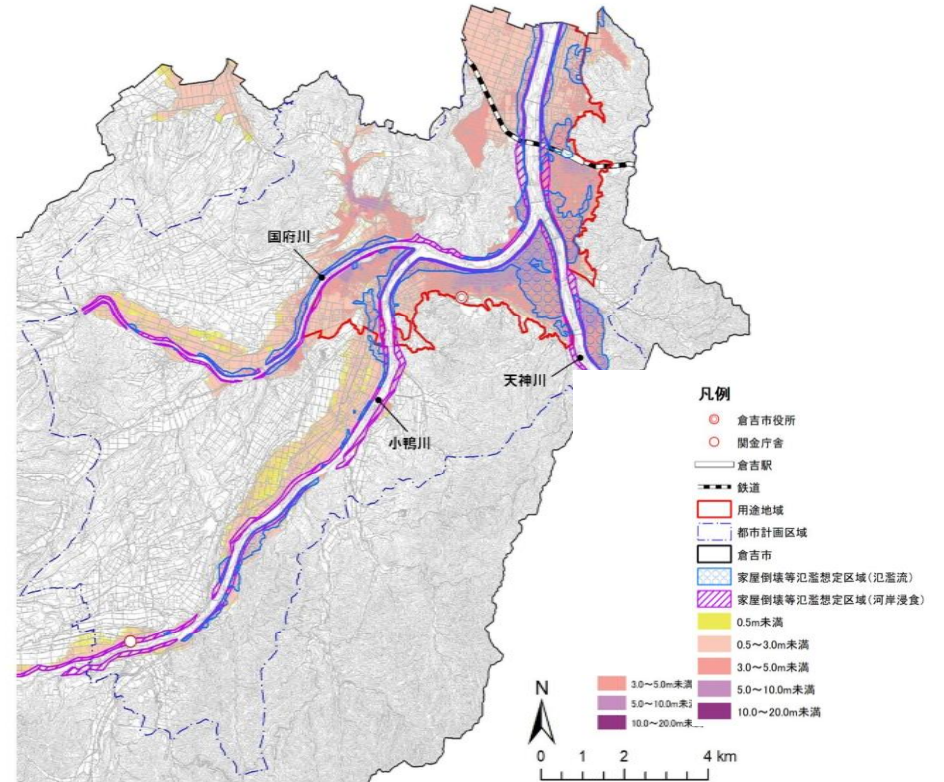 国府川
天神川
小鴨川
凡例
倉吉市役所
関金庁舎
倉吉駅
鉄道
用途地域
都市計画区域
倉吉市
家屋倒壊等氾濫想定区域(氾濫流)
家屋倒壊等氾濫想定区域(河岸浸食)
0.5m未満
0.5～3.0m未満
3.0～5.0m未満
5.0～10.0m未満
10.0～20.0m未満
3.0～5.0m未満
5.0～10.0m未
10.0～20.0m未
N
0 1 2 4 km